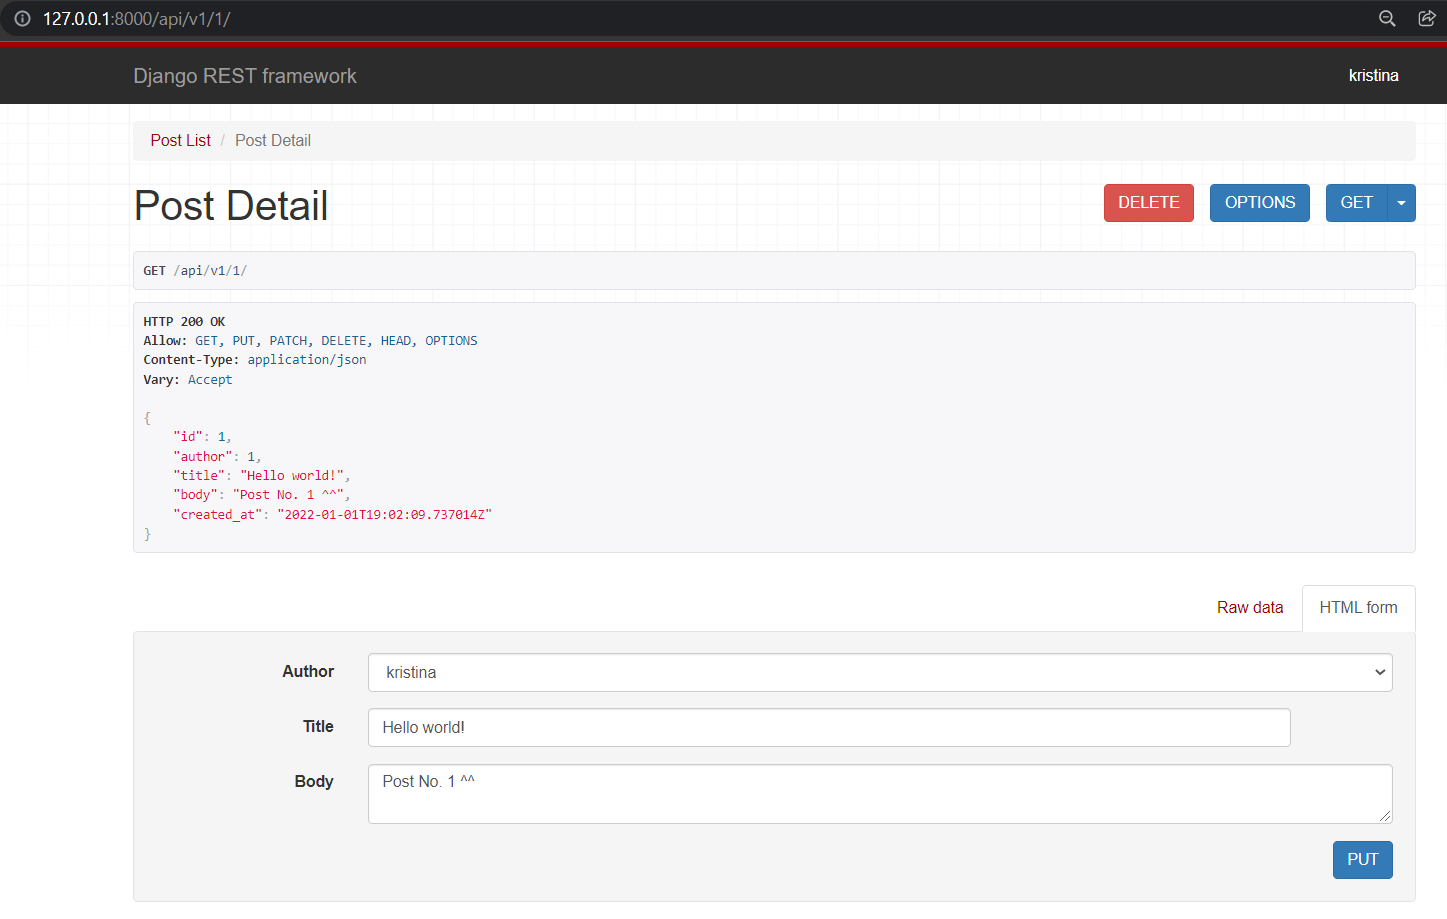 127.0.0.1:8000/api/v1/1/
Django REST framework
kristina
Post List / Post Detail
Post Detail
DELETE
OPTIONS
GET
GET /api/v1/1/
HTTP 200 OK
Allow: GET, PUT, PATCH, DELETE, HEAD, OPTIONS
Content-Type: application/json
Vary: Accept
{
    "id": 1,
    "author": 1,
    "title": "Hello world!",
    "body": "Post No. 1 ^^",
    "created_at": "2022-01-01T19:02:09.737014Z"
}
Raw data
HTML form
Author
kristina
Title
Hello world!
Body
Post No. 1 ^^
PUT